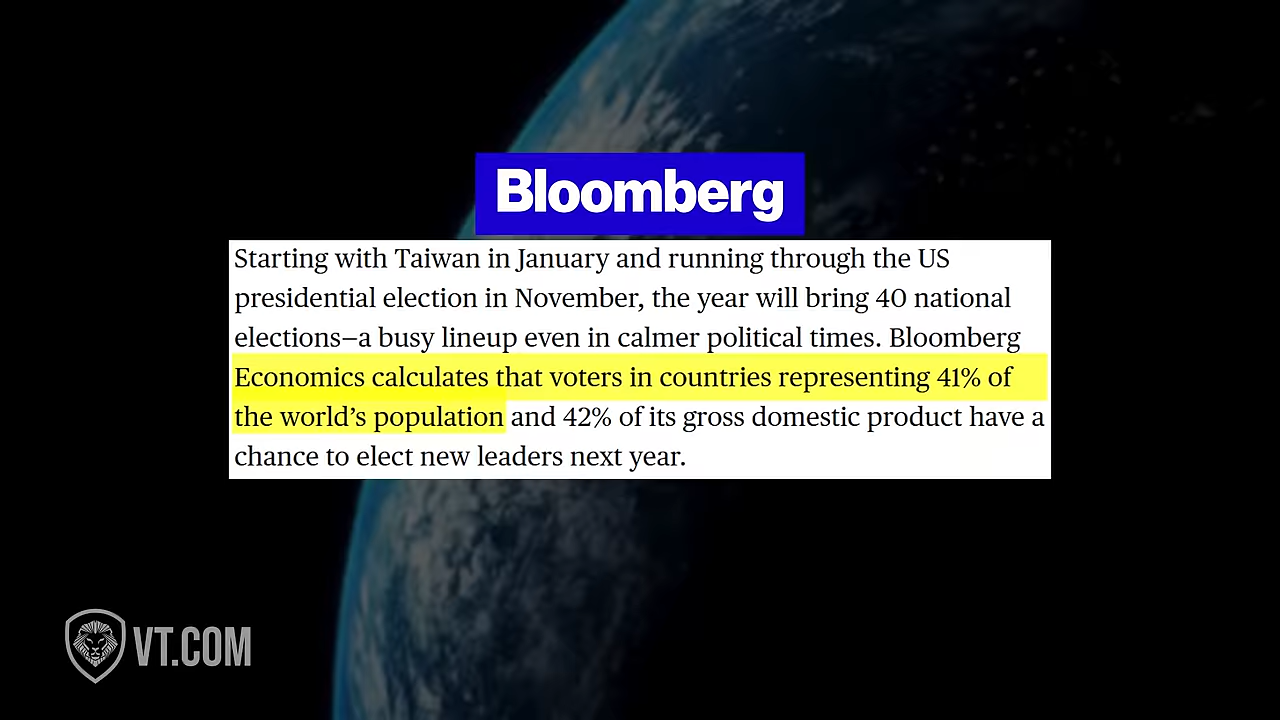 Bloomberg
Starting with Taiwan in January and running through the US
presidential election in November, the year will bring 40 national
elections—a busy lineup even in calmer political times. Bloomberg
Economics calculates that voters in countries representing 41% of
the world’s population and 42% of its gross domestic product have a
chance to elect new leaders next year.
VT.COM